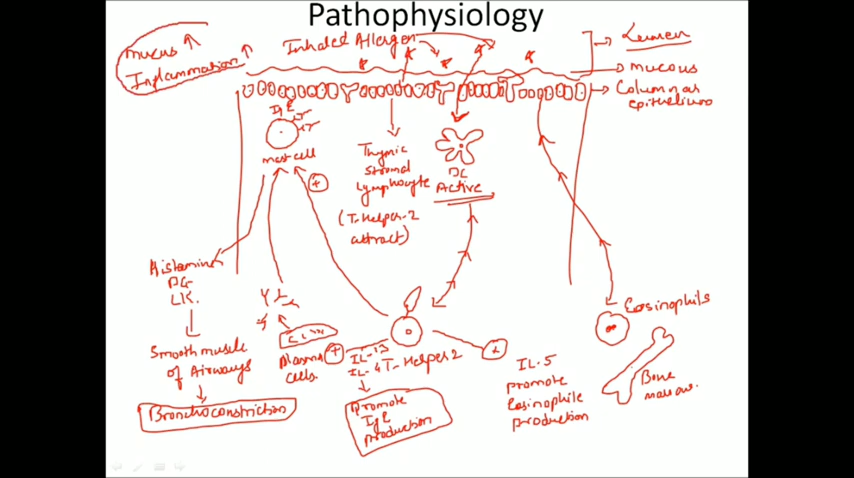 Pathophysiology
Mucus ↑
Inflammation ↑
Inhaled Allergen
Lumen
mucous
Columnar
epithelium
IgE
mast cell
+
Thymic
Stromal
Lymphocyte
(T-Helper-2
attract)
DC
Active
Histamine
PG
LK.
Smooth muscle
of Airways
Bronchoconstriction
Plasma
cells
+
IL-13
IL-4 T-Helper 2
Promote
IgE
production
+
IL-5
promote
Eosinophile
production
Eosinophils
Bone
marrow.